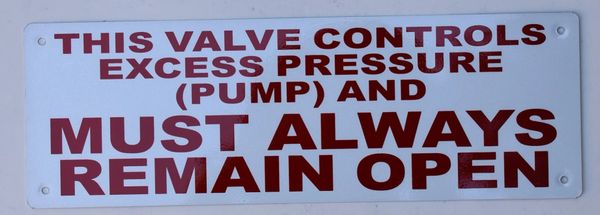 THIS VALVE CONTROLS
EXCESS PRESSURE
(PUMP) AND
MUST ALWAYS
REMAIN OPEN